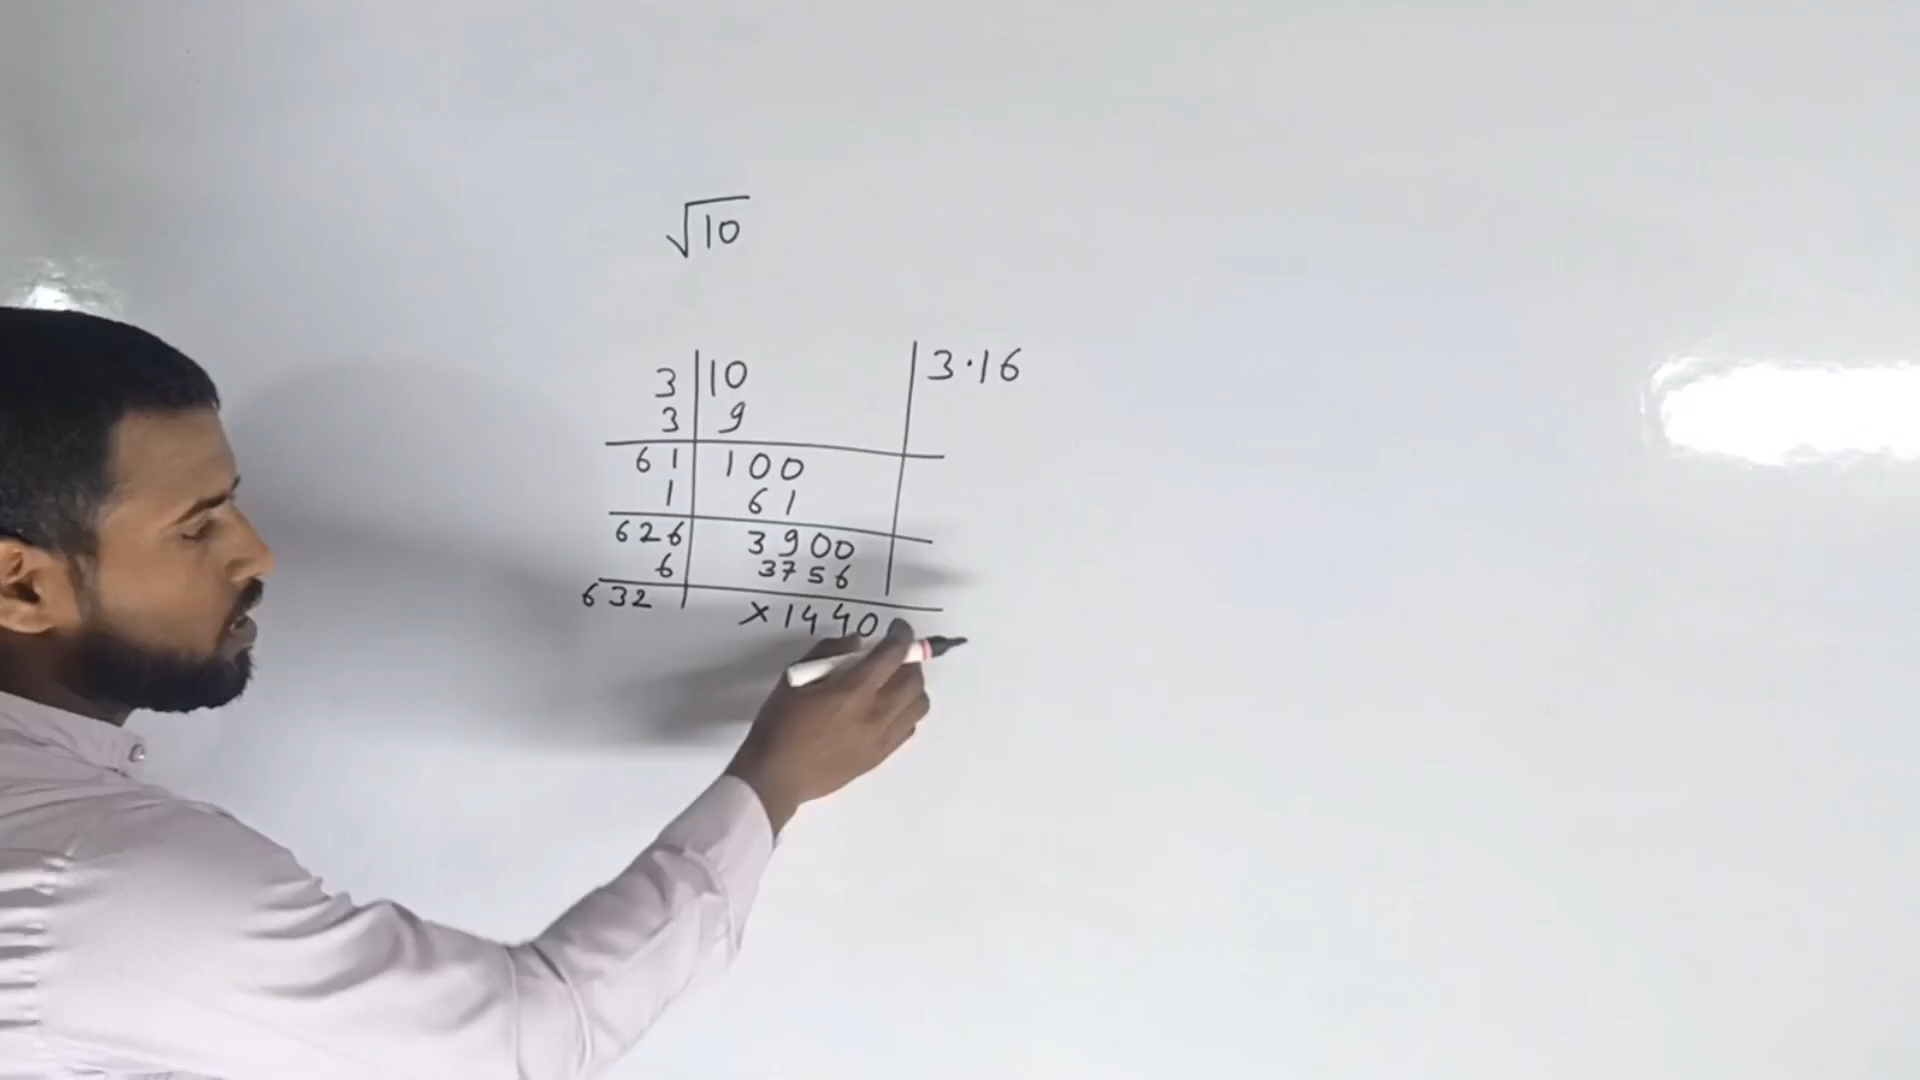 √10
3 | 10 | 3.16
3 | 9
61 | 100
1 | 61
626 | 3900
6 | 3756
632 | ×1440